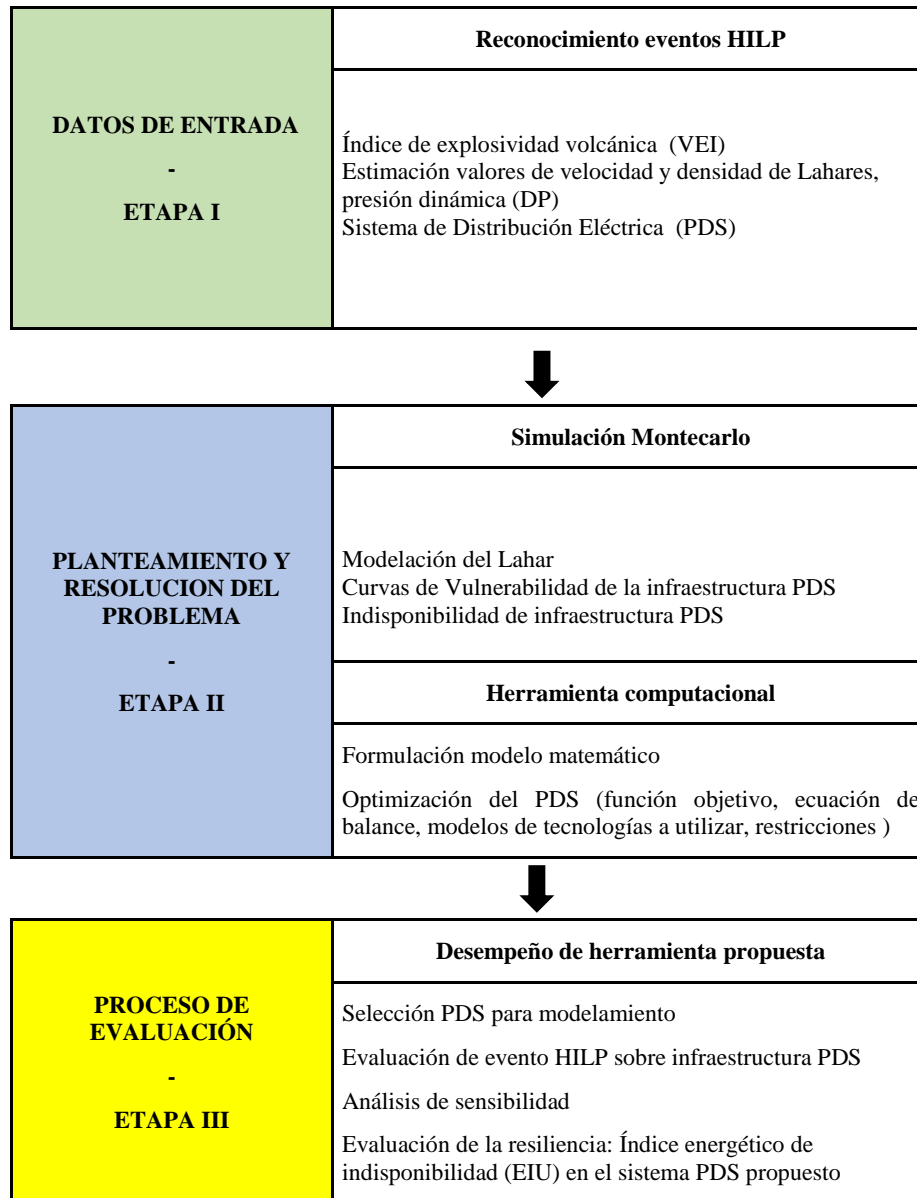 DATOS DE ENTRADA
-
ETAPA I
Reconocimiento eventos HILP
Índice de explosividad volcánica (VEI)
Estimación valores de velocidad y densidad de Lahares,
presión dinámica (DP)
Sistema de Distribución Eléctrica (PDS)
PLANTEAMIENTO Y
RESOLUCION DEL
PROBLEMA
-
ETAPA II
Simulación Montecarlo
Modelación del Lahar
Curvas de Vulnerabilidad de la infraestructura PDS
Indisponibilidad de infraestructura PDS
Herramienta computacional
Formulación modelo matemático
Optimización del PDS (función objetivo, ecuación de
balance, modelos de tecnologías a utilizar, restricciones )
PROCESO DE
EVALUACIÓN
-
ETAPA III
Desempeño de herramienta propuesta
Selección PDS para modelamiento
Evaluación de evento HILP sobre infraestructura PDS
Análisis de sensibilidad
Evaluación de la resiliencia: Índice energético de
indisponibilidad (EIU) en el sistema PDS propuesto